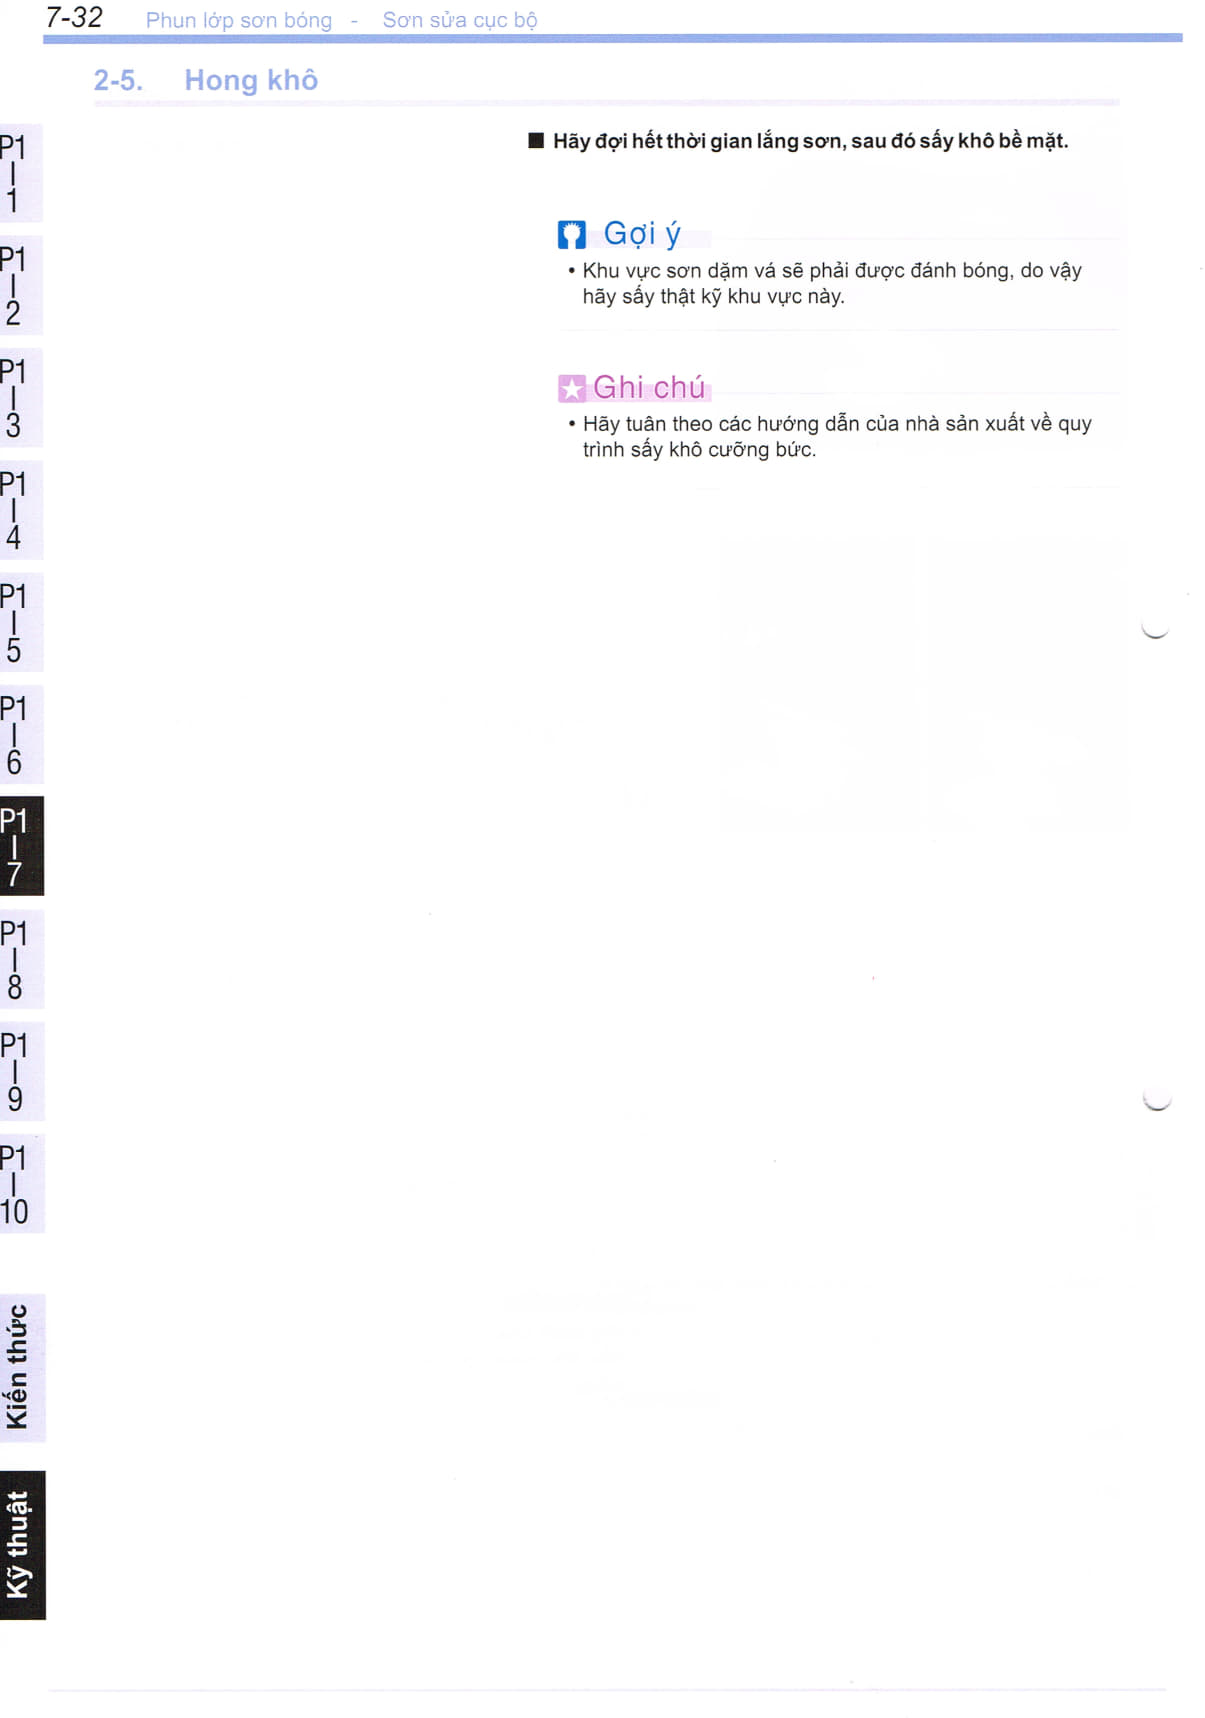 7-32 Phun lớp sơn bóng - Sơn sửa cục bộ
2-5. Hong khô
■ Hãy đợi hết thời gian lắng sơn, sau đó sấy khô bề mặt.
Gợi ý
• Khu vực sơn dặm vá sẽ phải được đánh bóng, do vậy
hãy sấy thật kỹ khu vực này.
Ghi chú
• Hãy tuân theo các hướng dẫn của nhà sản xuất về quy
trình sấy khô cưỡng bức.
P1
1
P1
2
P1
3
P1
4
P1
5
P1
6
P1
7
P1
8
P1
9
P1
10
Kiến thức
Kỹ thuật